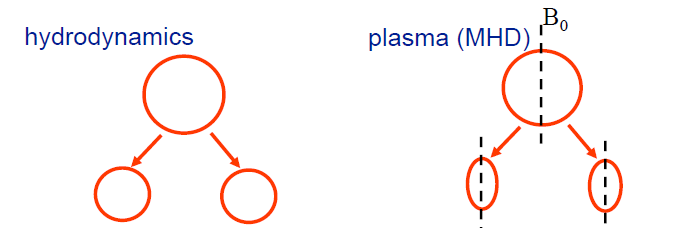 hydrodynamics
plasma (MHD)
B₀